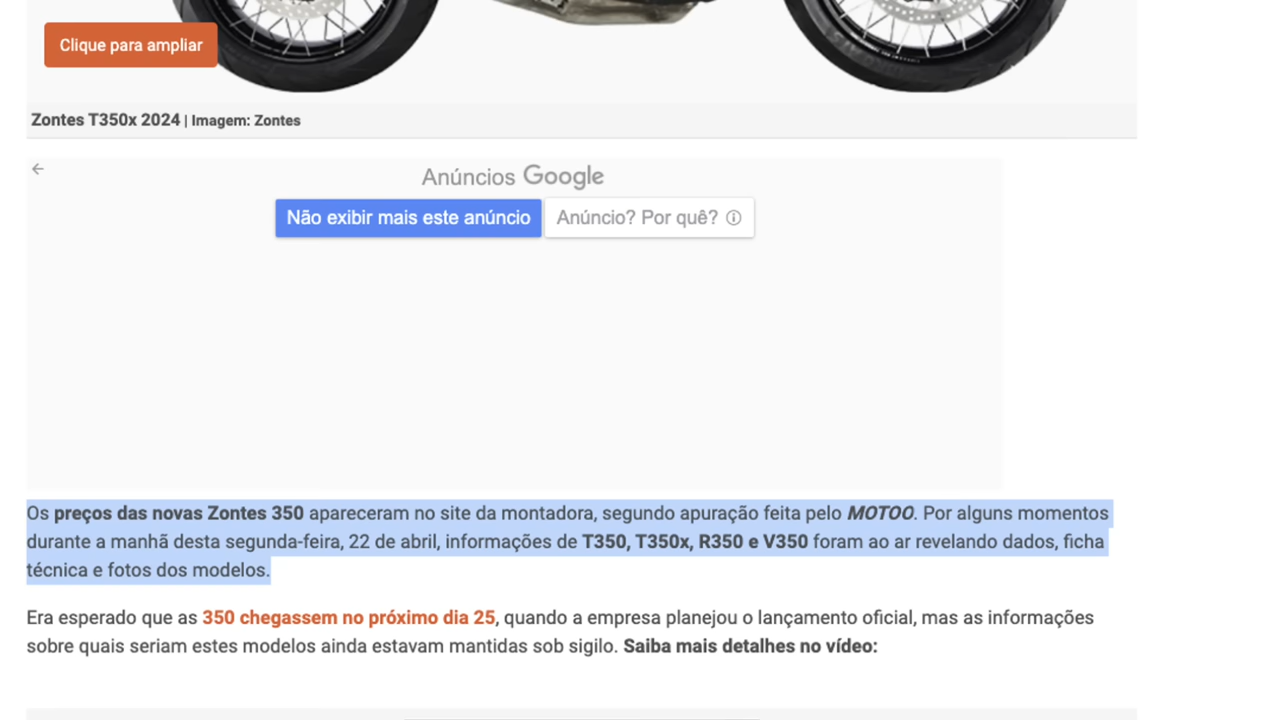 Clique para ampliar
Zontes T350x 2024 | Imagem: Zontes
Anúncios Google
Não exibir mais este anúncio
Anúncio? Por quê?
Os preços das novas Zontes 350 apareceram no site da montadora, segundo apuração feita pelo MOTOO. Por alguns momentos
durante a manhã desta segunda-feira, 22 de abril, informações de T350, T350x, R350 e V350 foram ao ar revelando dados, ficha
técnica e fotos dos modelos.
Era esperado que as 350 chegassem no próximo dia 25, quando a empresa planejou o lançamento oficial, mas as informações
sobre quais seriam estes modelos ainda estavam mantidas sob sigilo. Saiba mais detalhes no vídeo: